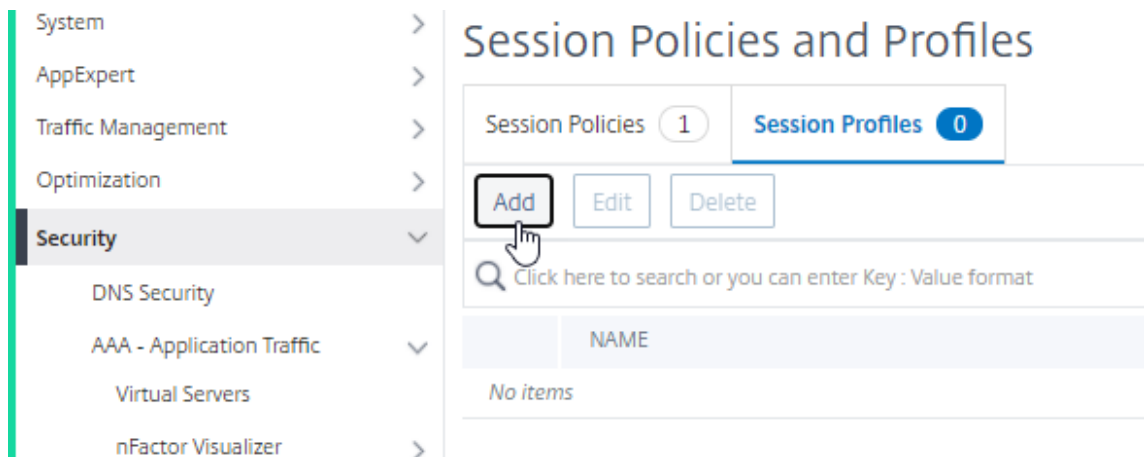 System
AppExpert
Traffic Management
Optimization
Security
DNS Security
AAA - Application Traffic
Virtual Servers
nFactor Visualizer
Session Policies and Profiles
Session Policies 1 Session Profiles 0
Add Edit Delete
Click here to search or you can enter Key : Value format
NAME
No items